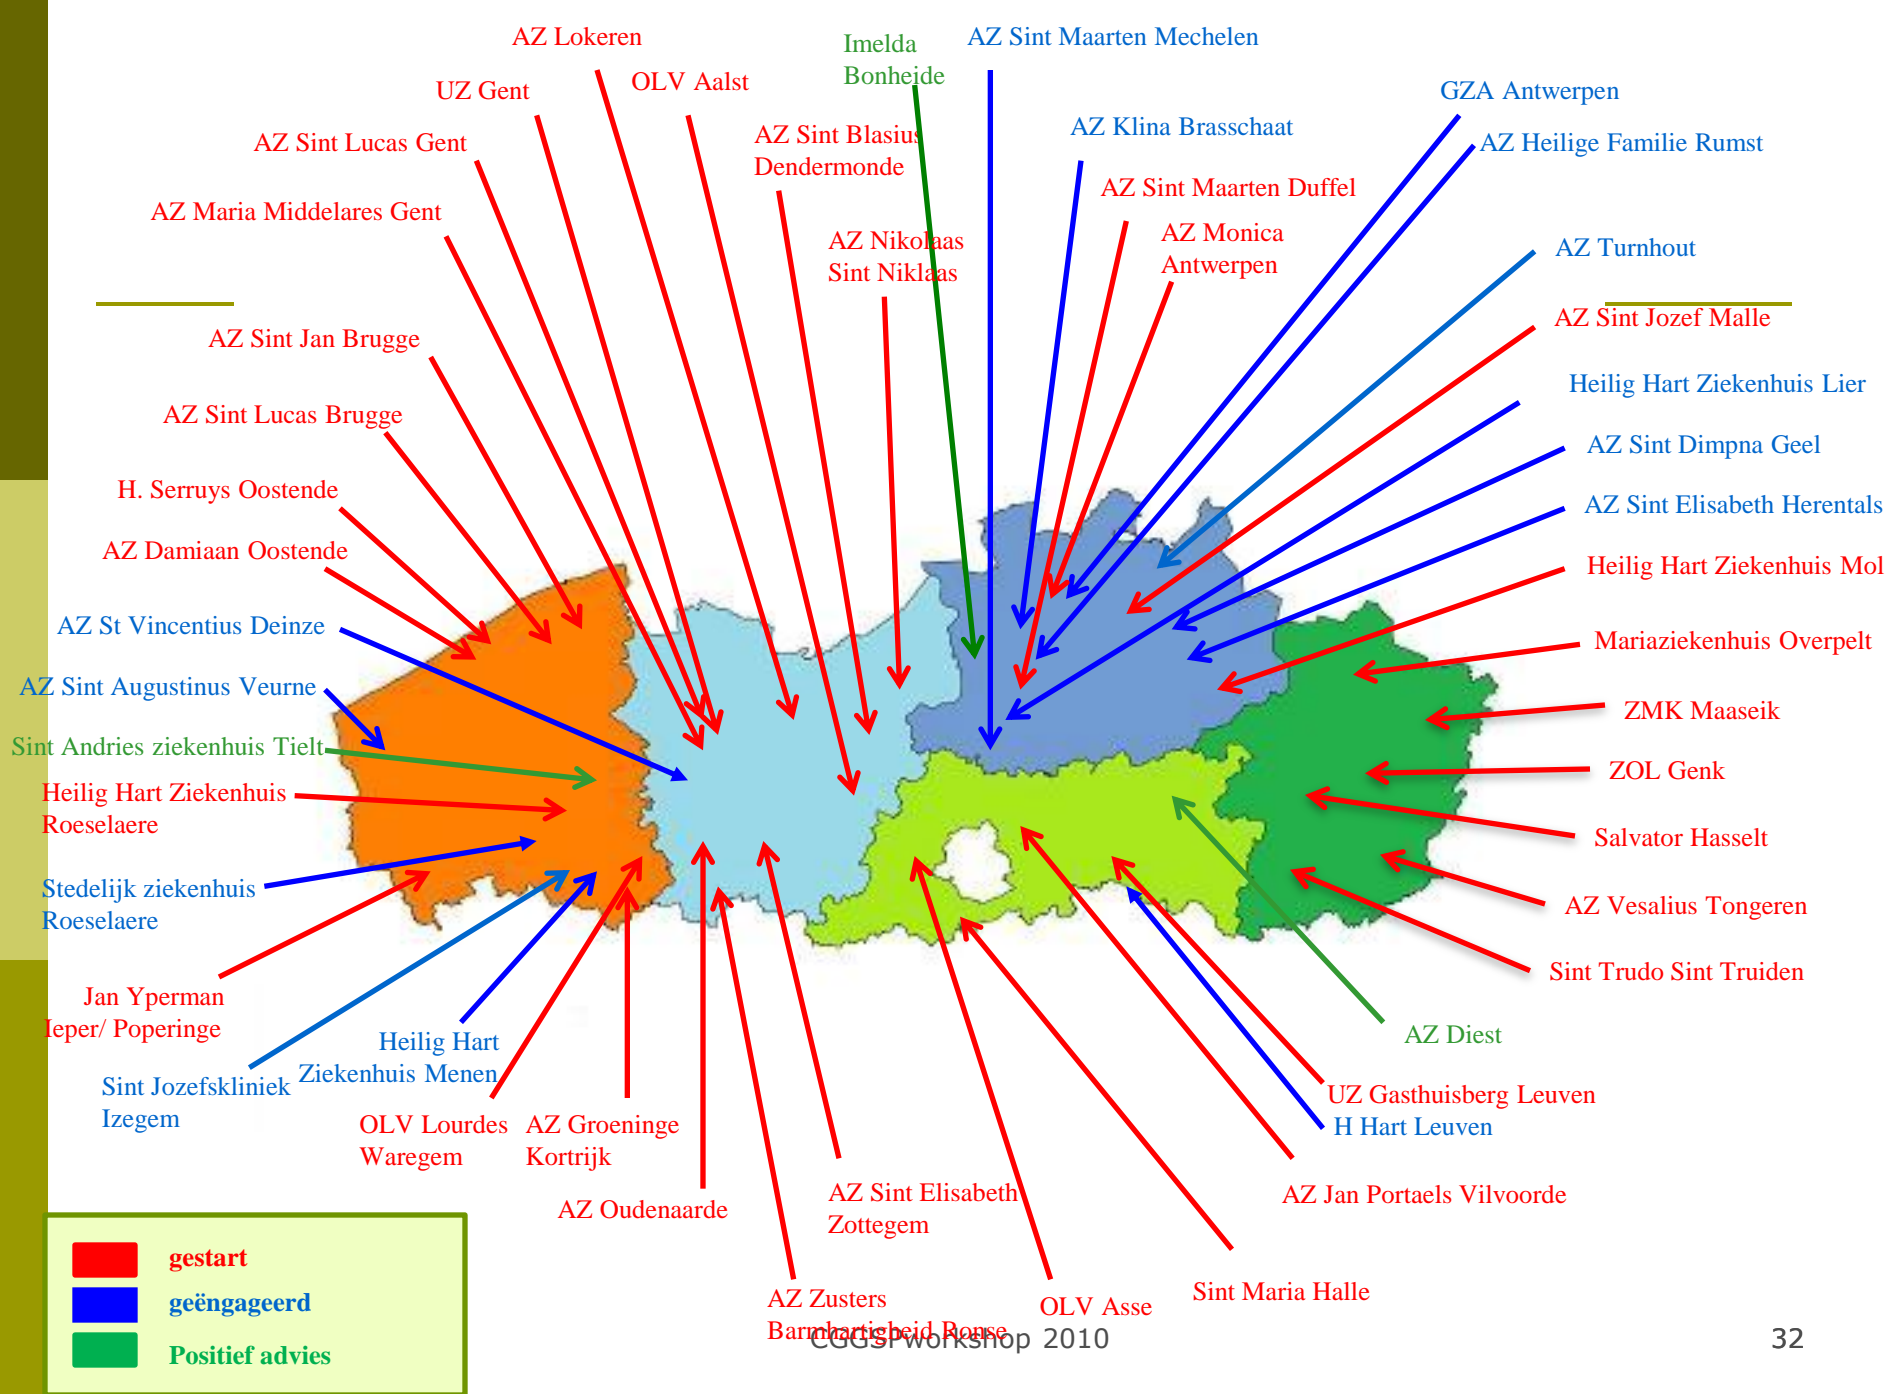 AZ Lokeren
Imelda
Bonheide
AZ Sint Maarten Mechelen
UZ Gent
OLV Aalst
GZA Antwerpen
AZ Sint Lucas Gent
AZ Sint Blasius
Dendermonde
AZ Klina Brasschaat
AZ Heilige Familie Rumst
AZ Maria Middelares Gent
AZ Sint Maarten Duffel
AZ Nikolaas
Sint Niklaas
AZ Monica
Antwerpen
AZ Turnhout
AZ Sint Jan Brugge
AZ Sint Jozef Malle
AZ Sint Lucas Brugge
Heilig Hart Ziekenhuis Lier
AZ Sint Dimpna Geel
H. Serruys Oostende
AZ Sint Elisabeth Herentals
AZ Damiaan Oostende
Heilig Hart Ziekenhuis Mol
AZ St Vincentius Deinze
Mariaziekenhuis Overpelt
AZ Sint Augustinus Veurne
ZMK Maaseik
Sint Andries ziekenhuis Tielt
ZOL Genk
Heilig Hart Ziekenhuis
Roeselaere
Salvator Hasselt
Stedelijk ziekenhuis
Roeselaere
AZ Vesalius Tongeren
Sint Trudo Sint Truiden
Jan Yperman
Ieper/ Poperinge
AZ Diest
Heilig Hart
Ziekenhuis Menen
Sint Jozefskliniek
Izegem
UZ Gasthuisberg Leuven
H Hart Leuven
OLV Lourdes
Waregem
AZ Groeninge
Kortrijk
AZ Oudenaarde
AZ Sint Elisabeth
Zottegem
AZ Jan Portaels Vilvoorde
AZ Zusters
Barmhartigheid Ronse
OLV Asse
Sint Maria Halle
gestart
geëngageerd
Positief advies
CGGSPworkshop 2010
32